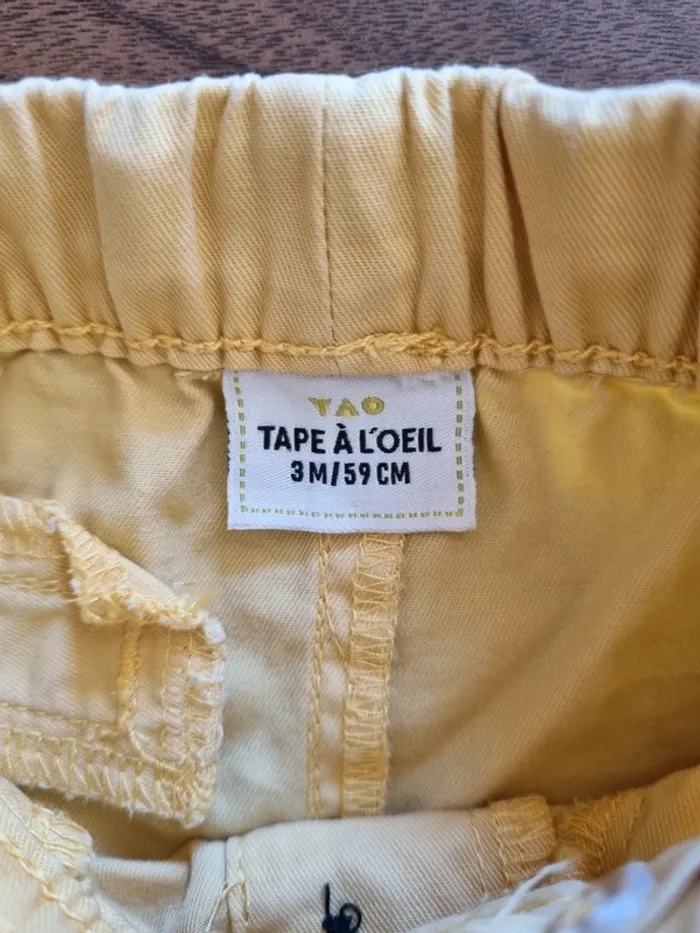 TAO
TAPE À L'OEIL
3M/59CM